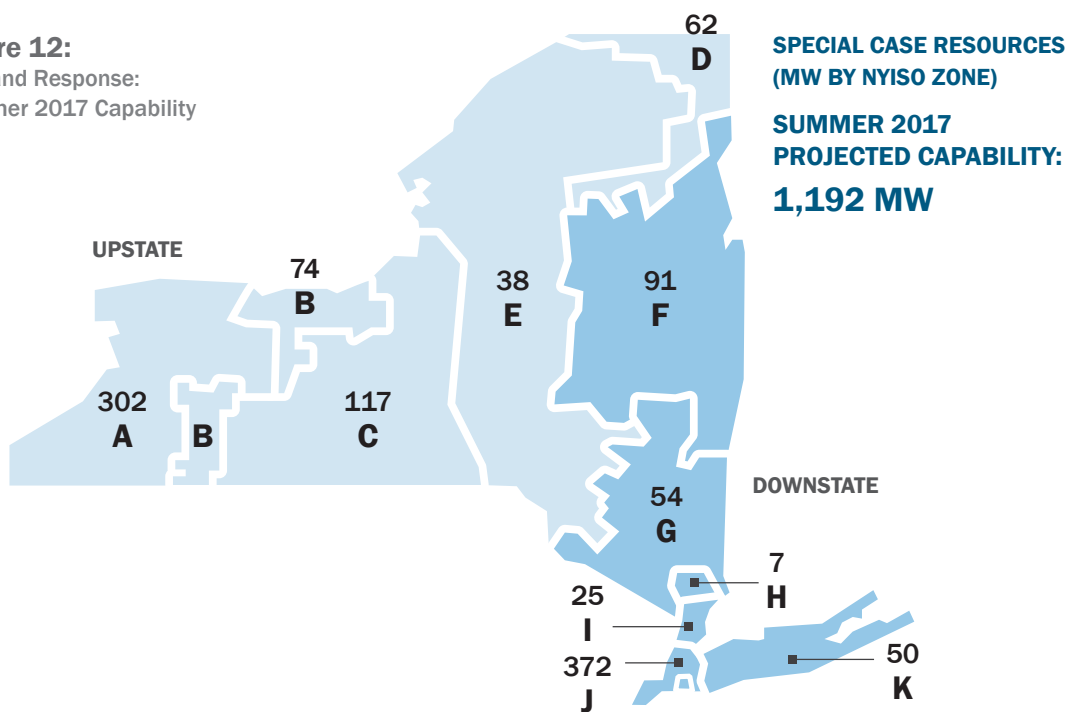 re 12:
and Response:
ner 2017 Capability
SPECIAL CASE RESOURCES
(MW BY NYISO ZONE)
SUMMER 2017
PROJECTED CAPABILITY:
1,192 MW
62
D
UPSTATE
74
B
38
E
91
F
302
A
B
117
C
DOWNSTATE
54
G
7
H
25
I
372
J
50
K